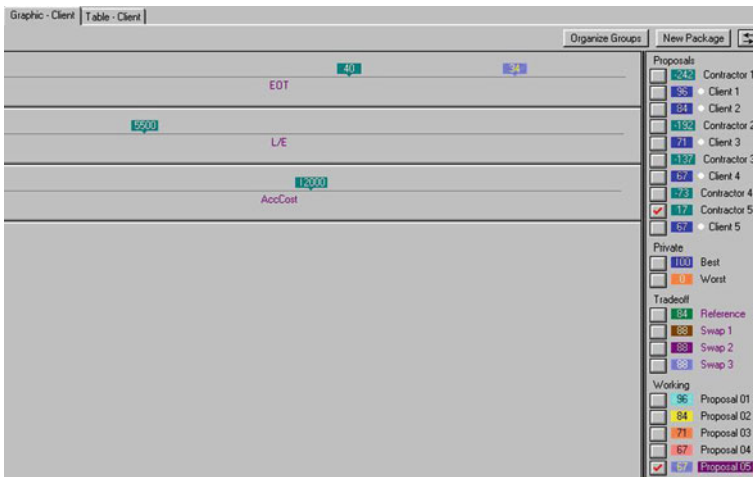 Graphic - Client Table - Client
Organize Groups New Package
40 34
EOT
5500
L/E
12000
AccCost
Proposals
-242 Contractor 1
96 Client 1
84 Client 2
-192 Contractor 2
71 Client 3
-137 Contractor 3
67 Client 4
-73 Contractor 4
17 Contractor 5
67 Client 5
Private
100 Best
0 Worst
Tradeoff
84 Reference
88 Swap 1
88 Swap 2
88 Swap 3
Working
96 Proposal 01
84 Proposal 02
71 Proposal 03
67 Proposal 04
67 Proposal 05